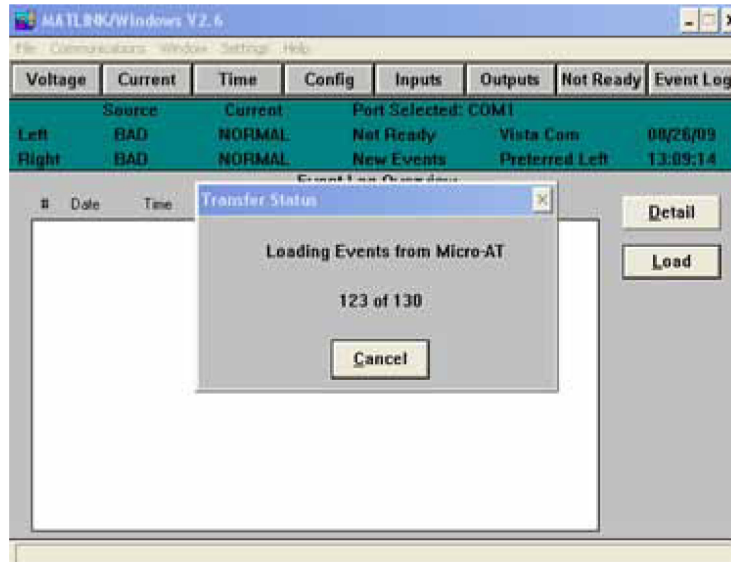 MATLINK/Windows V2.6
File Communications Window Settings Help
Voltage Current Time Config Inputs Outputs Not Ready Event Log
Source Current Port Selected: COM1
Left BAD NORMAL Not Ready Vista Com 08/26/09
Right BAD NORMAL New Events Preferred Left 13:09:14
Event Log Overview
# Date Time
Transfer Status
Loading Events from Micro-AT
123 of 130
Cancel
Detail
Load